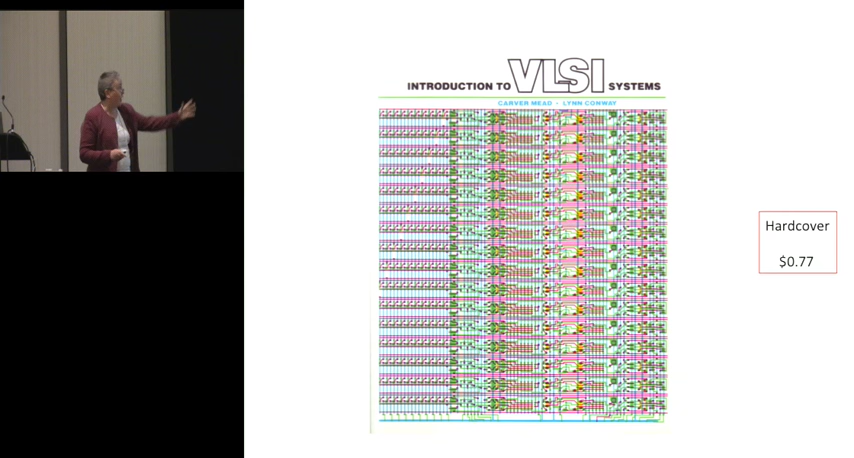 INTRODUCTION TO VLSI SYSTEMS
CARVER MEAD - LYNN CONWAY
Hardcover
$0.77